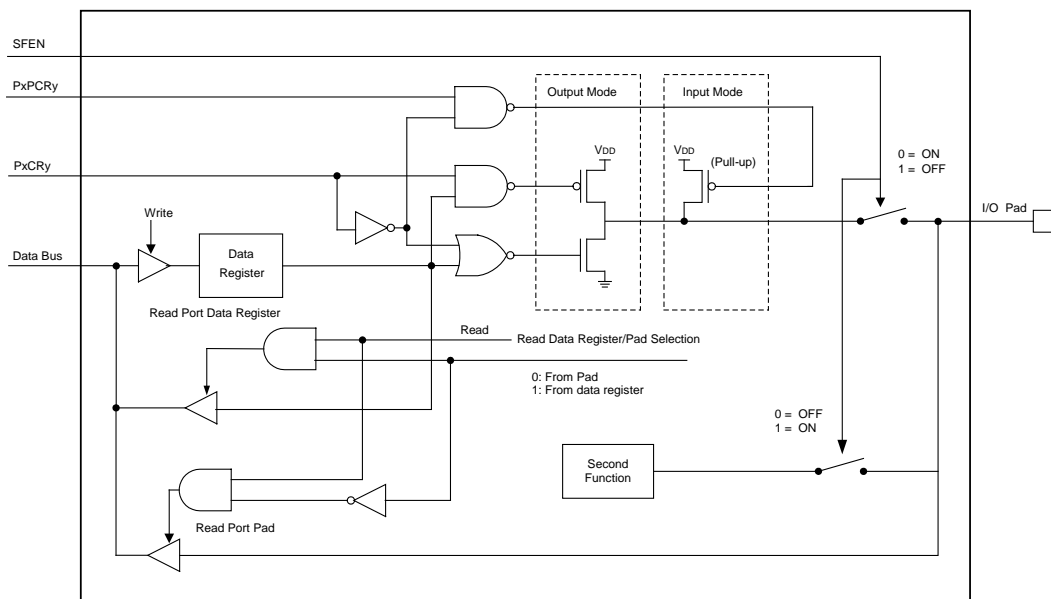 SFEN
PxPCRy
Output Mode
Input Mode
VDD
VDD
(Pull-up)
0 = ON
1 = OFF
PxCRy
I/O Pad
Write
Data Bus
Data
Register
Read Port Data Register
Read
Read Data Register/Pad Selection
0: From Pad
1: From data register
0 = OFF
1 = ON
Second
Function
Read Port Pad